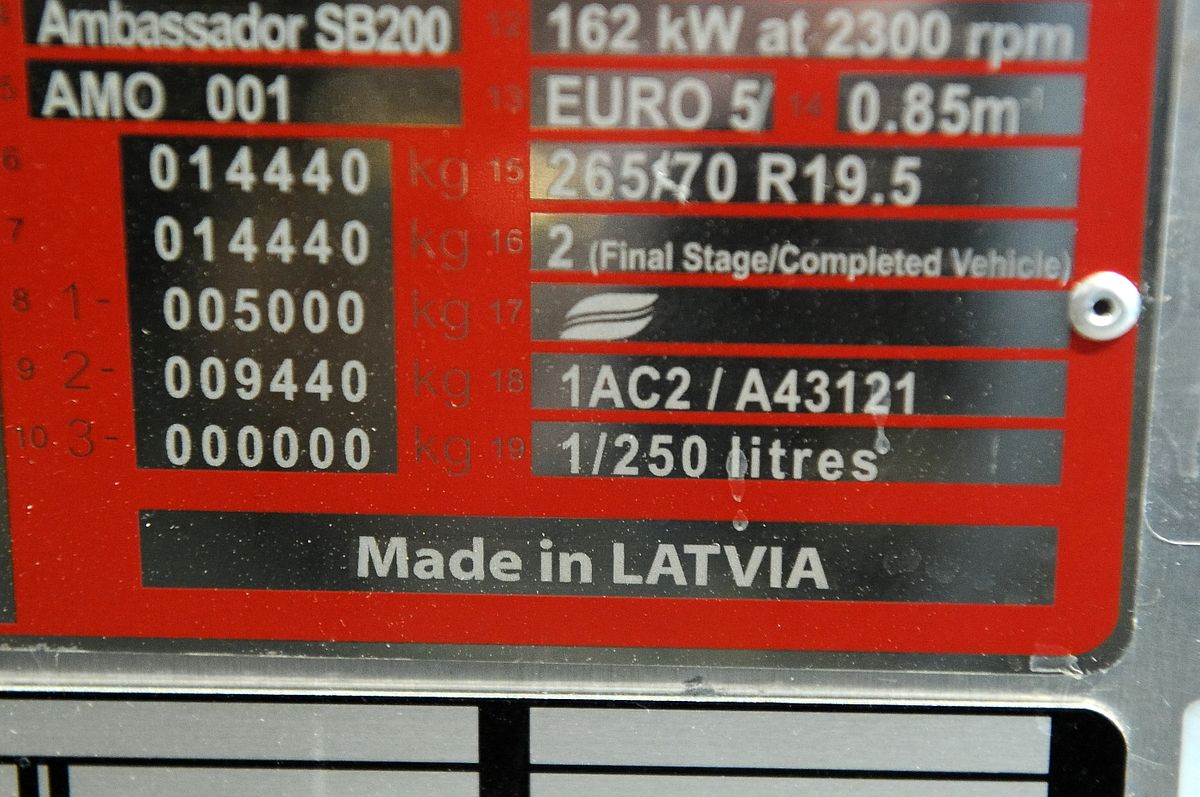 Ambassador SB200 12 162 kW at 2300 rpm
5 AMO 001 13 EURO 5 14 0.85m⁻¹
6 014440 kg 15 265/70 R19.5
7 014440 kg 16 2 (Final Stage/Completed Vehicle)
8 1- 005000 kg 17
9 2- 009440 kg 18 1AC2 / A43121
10 3- 000000 kg 19 1/250 litres
Made in LATVIA